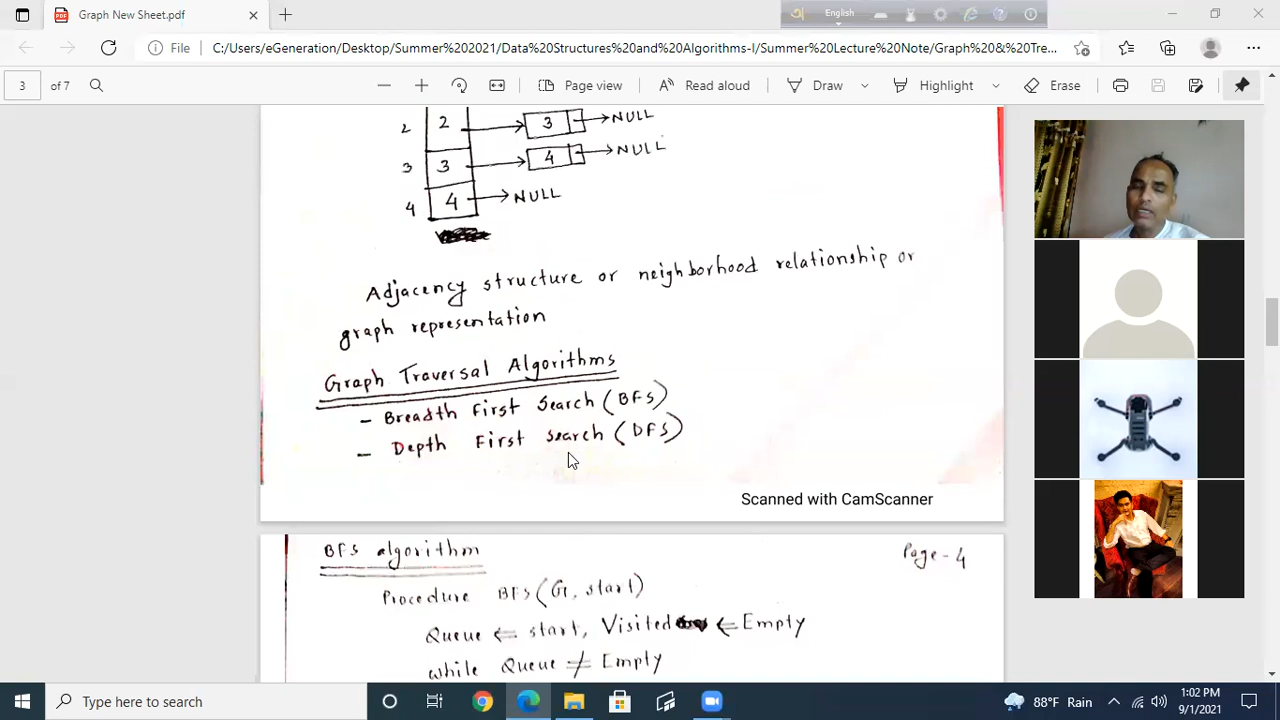 Graph New Sheet.pdf
English
File
C:/Users/eGeneration/Desktop/Summer%202021/Data%20Structures%20and%20Algorithms-I/Summer%20Lecture%20Note/Graph%20&%20Tre...
3 of 7
Page view
Read aloud
Draw
Highlight
Erase
2 2 3 NULL
3 3 4 NULL
4 4 NULL
Adjacency structure or neighborhood relationship or
graph representation
Graph Traversal Algorithms
- Breadth First Search (BFS)
- Depth First Search (DFS)
Scanned with CamScanner
BFS algorithm
Page-4
Procedure BFS(G, start)
Queue ⇐ start, Visited ⇐ Empty
while Queue ≠ Empty
Type here to search
88°F Rain
1:02 PM
9/1/2021